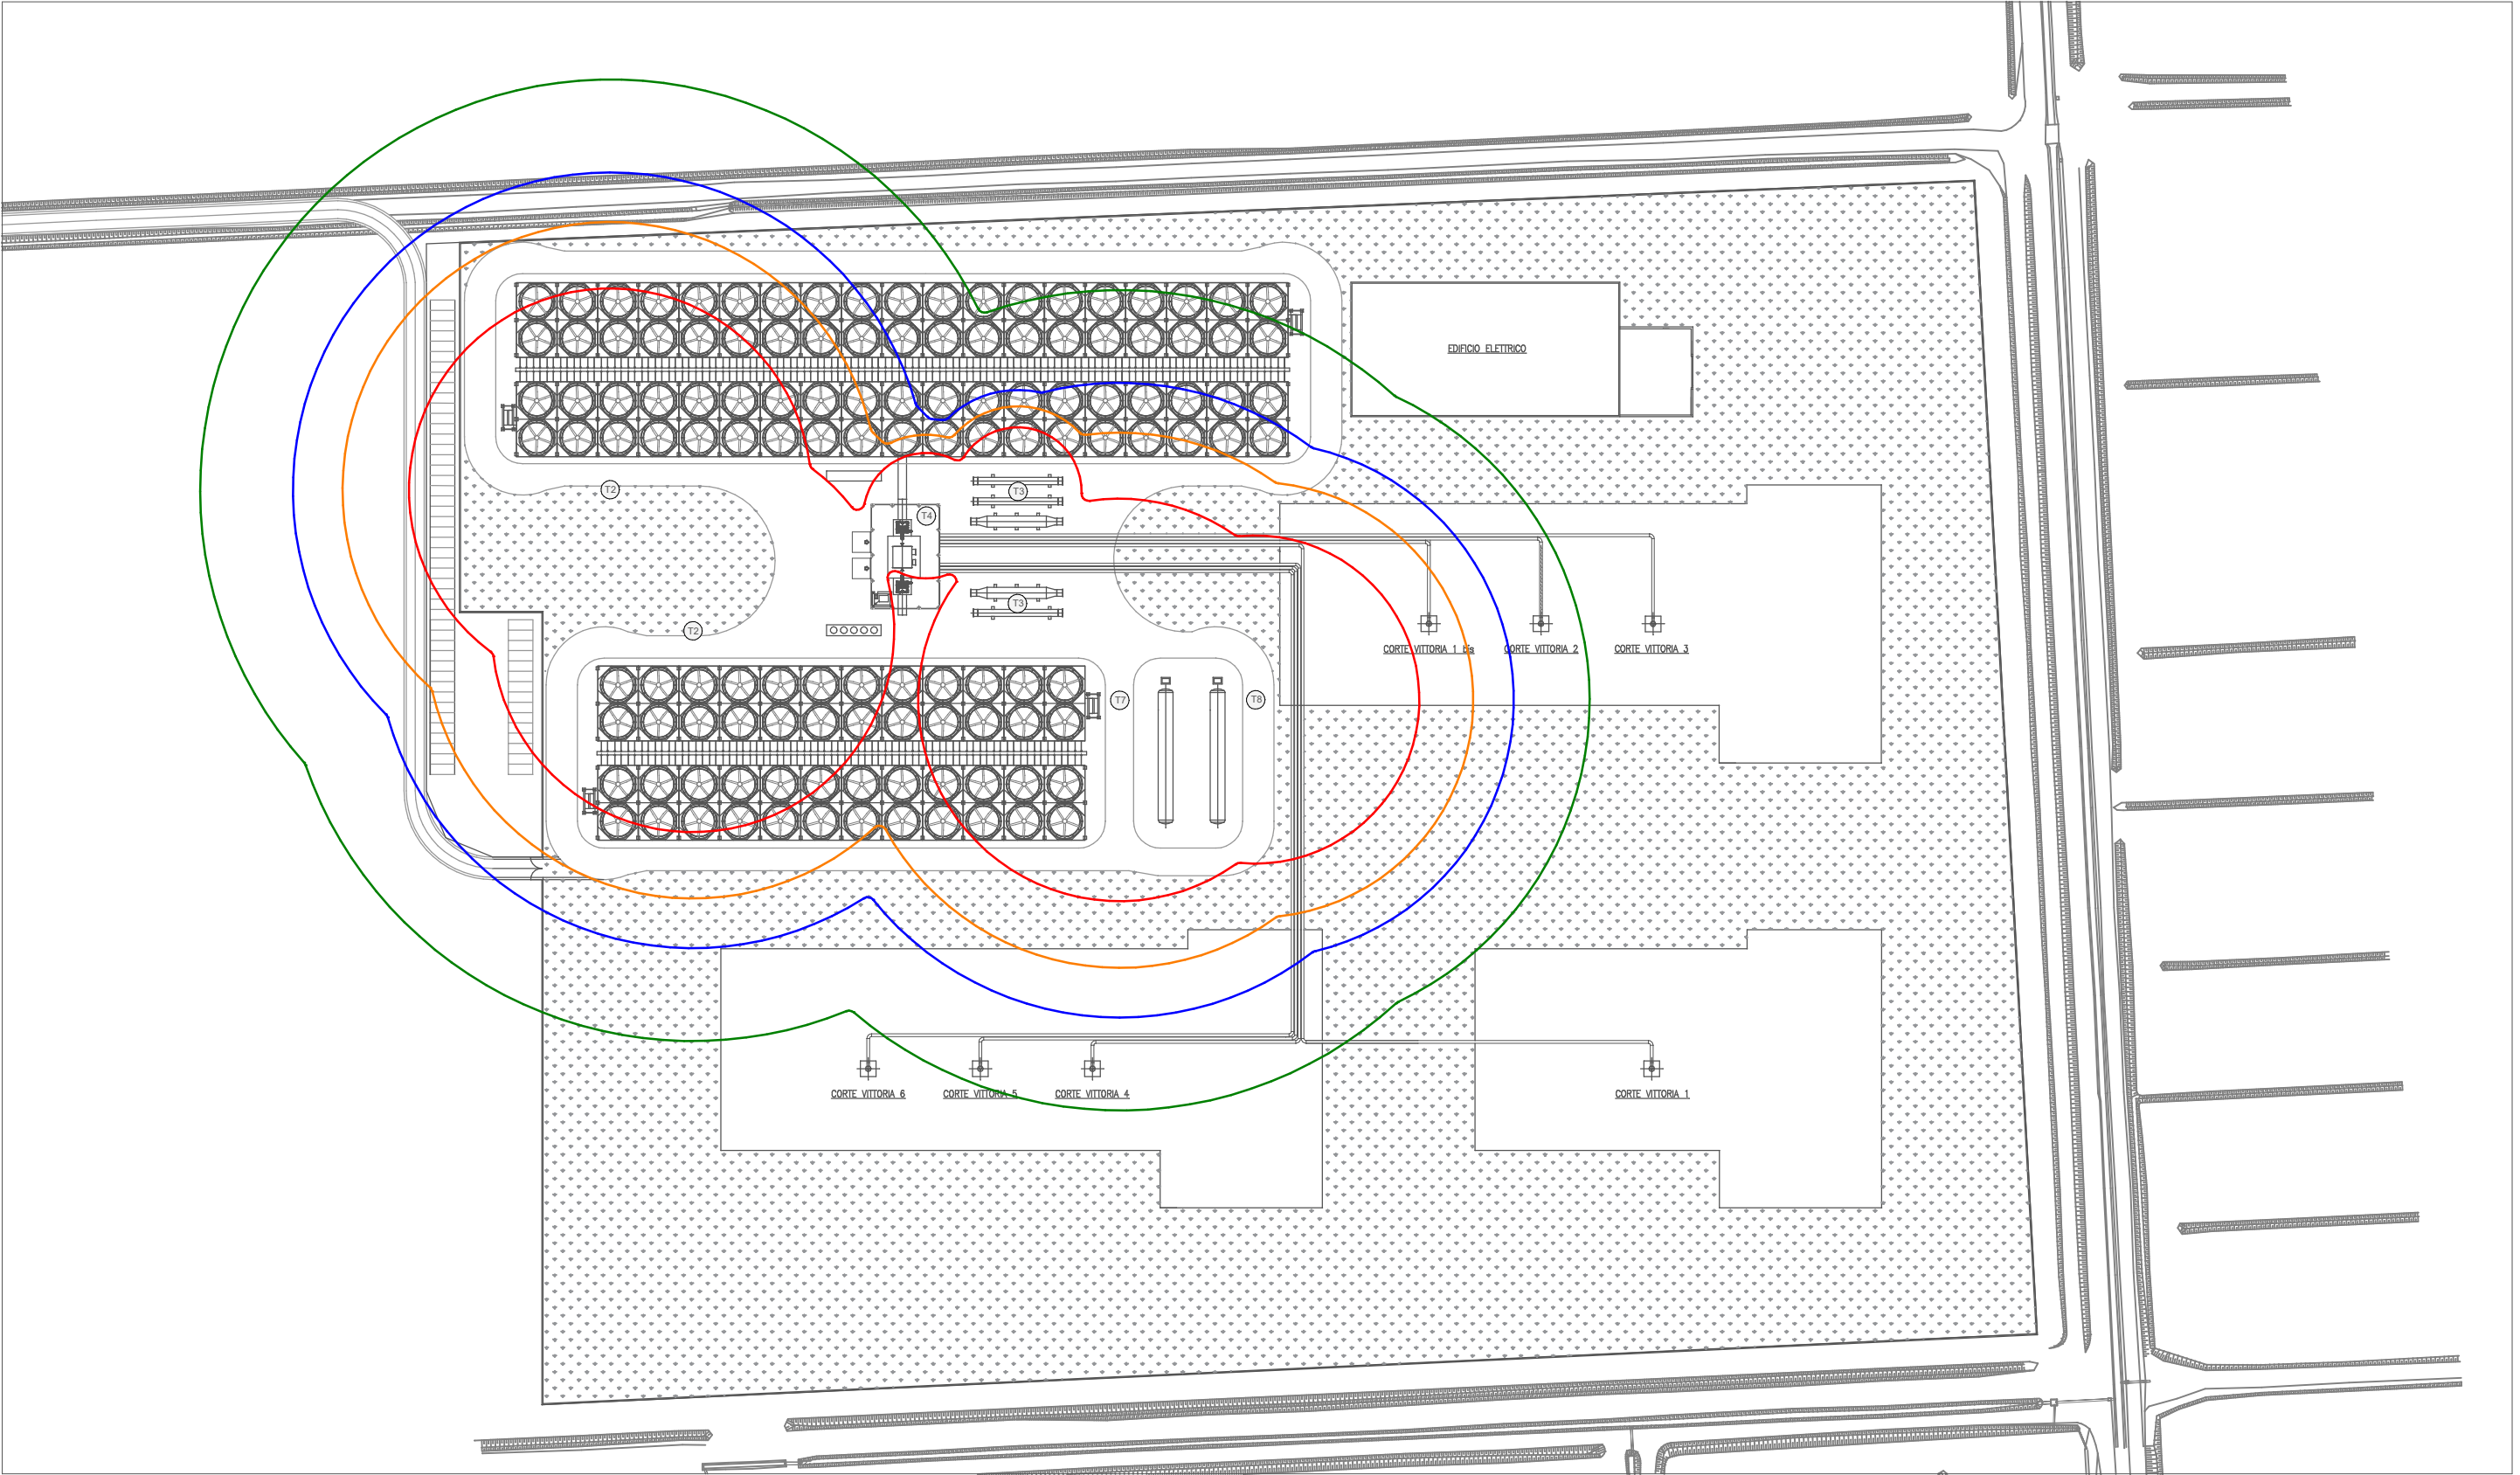 EDIFICIO ELETTRICO
T2
T3
T4
T3
T2
CORTE VITTORIA 1 bis
CORTE VITTORIA 2
CORTE VITTORIA 3
T7
T8
CORTE VITTORIA 6
CORTE VITTORIA 5
CORTE VITTORIA 4
CORTE VITTORIA 1